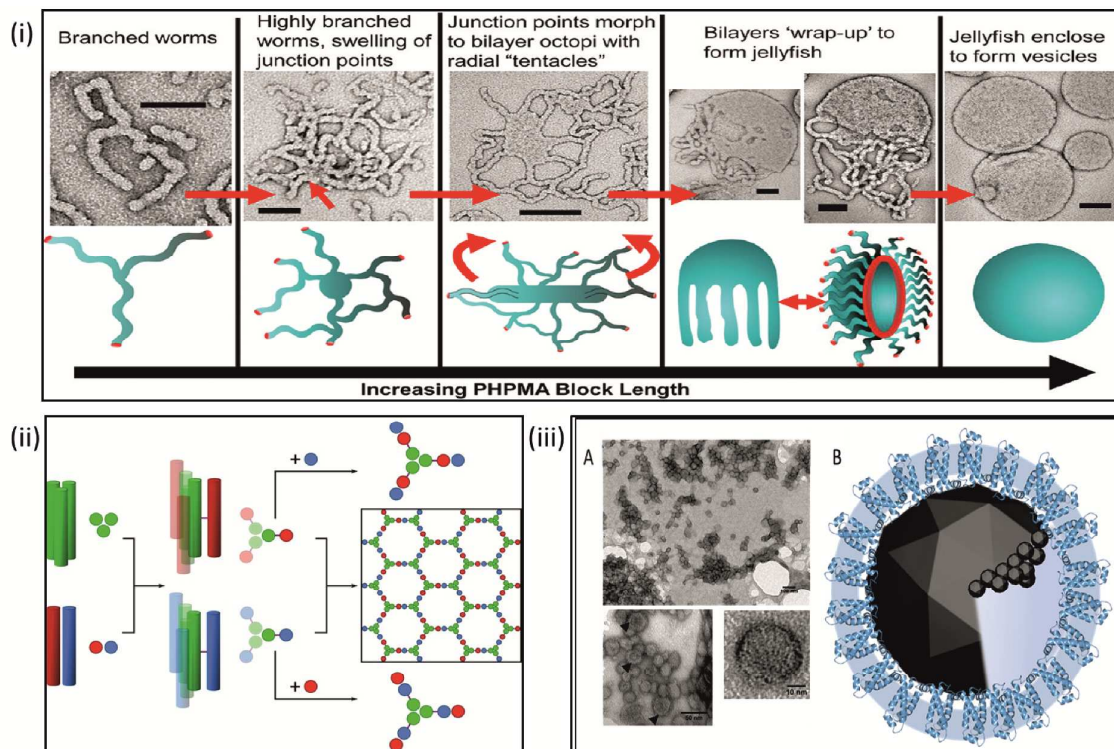 (i)
Branched worms
Highly branched
worms, swelling of
junction points
Junction points morph
to bilayer octopi with
radial “tentacles”
Bilayers ‘wrap-up’ to
form jellyfish
Jellyfish enclose
to form vesicles
Increasing PHPMA Block Length
(ii)
+
+
(iii)
A
B
50 nm
10 nm